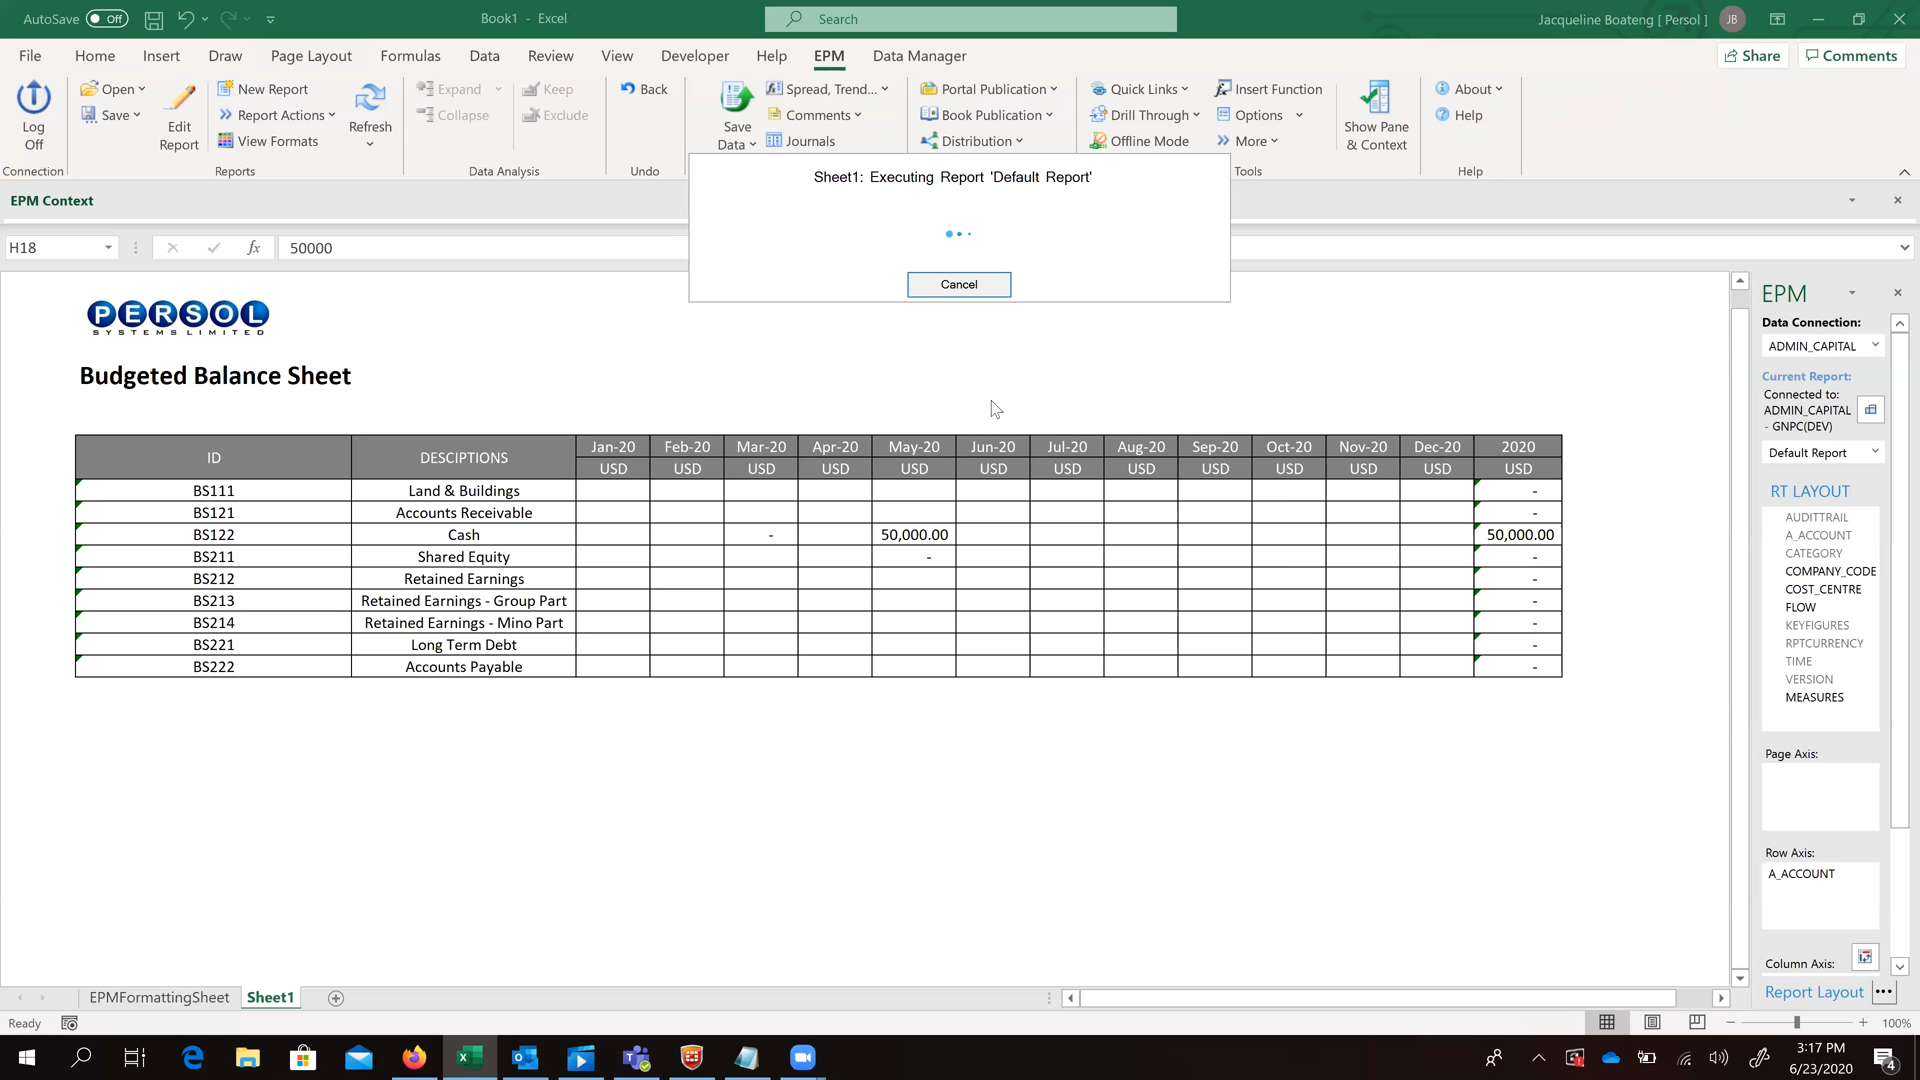 AutoSave Off
Book1 - Excel
Search
Jacqueline Boateng [ Persol ]
JB
File Home Insert Draw Page Layout Formulas Data Review View Developer Help EPM Data Manager
Share
Comments
Log Off
Connection
Open
Save
Edit Report
New Report
Report Actions
View Formats
Refresh
Reports
Expand
Collapse
Keep
Exclude
Data Analysis
Back
Undo
Save Data
Spread, Trend...
Comments
Journals
Portal Publication
Book Publication
Distribution
Quick Links
Drill Through
Offline Mode
Insert Function
Options
More
Tools
Show Pane & Context
About
Help
Help
Sheet1: Executing Report 'Default Report'
Cancel
EPM Context
H18
fx
50000
PERSOL
SYSTEMS LIMITED
Budgeted Balance Sheet
ID DESCIPTIONS Jan-20 Feb-20 Mar-20 Apr-20 May-20 Jun-20 Jul-20 Aug-20 Sep-20 Oct-20 Nov-20 Dec-20 2020
USD USD USD USD USD USD USD USD USD USD USD USD USD
BS111 Land & Buildings -
BS121 Accounts Receivable -
BS122 Cash - 50,000.00 50,000.00
BS211 Shared Equity - -
BS212 Retained Earnings -
BS213 Retained Earnings - Group Part -
BS214 Retained Earnings - Mino Part -
BS221 Long Term Debt -
BS222 Accounts Payable -
EPM
Data Connection:
ADMIN_CAPITAL
Current Report:
Connected to:
ADMIN_CAPITAL
- GNPC(DEV)
Default Report
RT LAYOUT
AUDITTRAIL
A_ACCOUNT
CATEGORY
COMPANY_CODE
COST_CENTRE
FLOW
KEYFIGURES
RPTCURRENCY
TIME
VERSION
MEASURES
Page Axis:
Row Axis:
A_ACCOUNT
Column Axis:
Report Layout
EPMFormattingSheet
Sheet1
Ready
100%
3:17 PM
6/23/2020
4